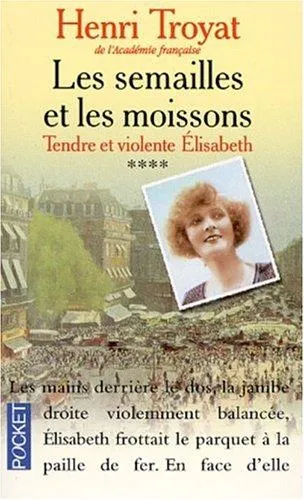 Henri Troyat
de l'Académie française
Les semailles
et les moissons
Tendre et violente Élisabeth
****
Les mains derrière le dos, la jambe
droite violemment balancée,
Élisabeth frottait le parquet à la
paille de fer. En face d'elle
POCKET